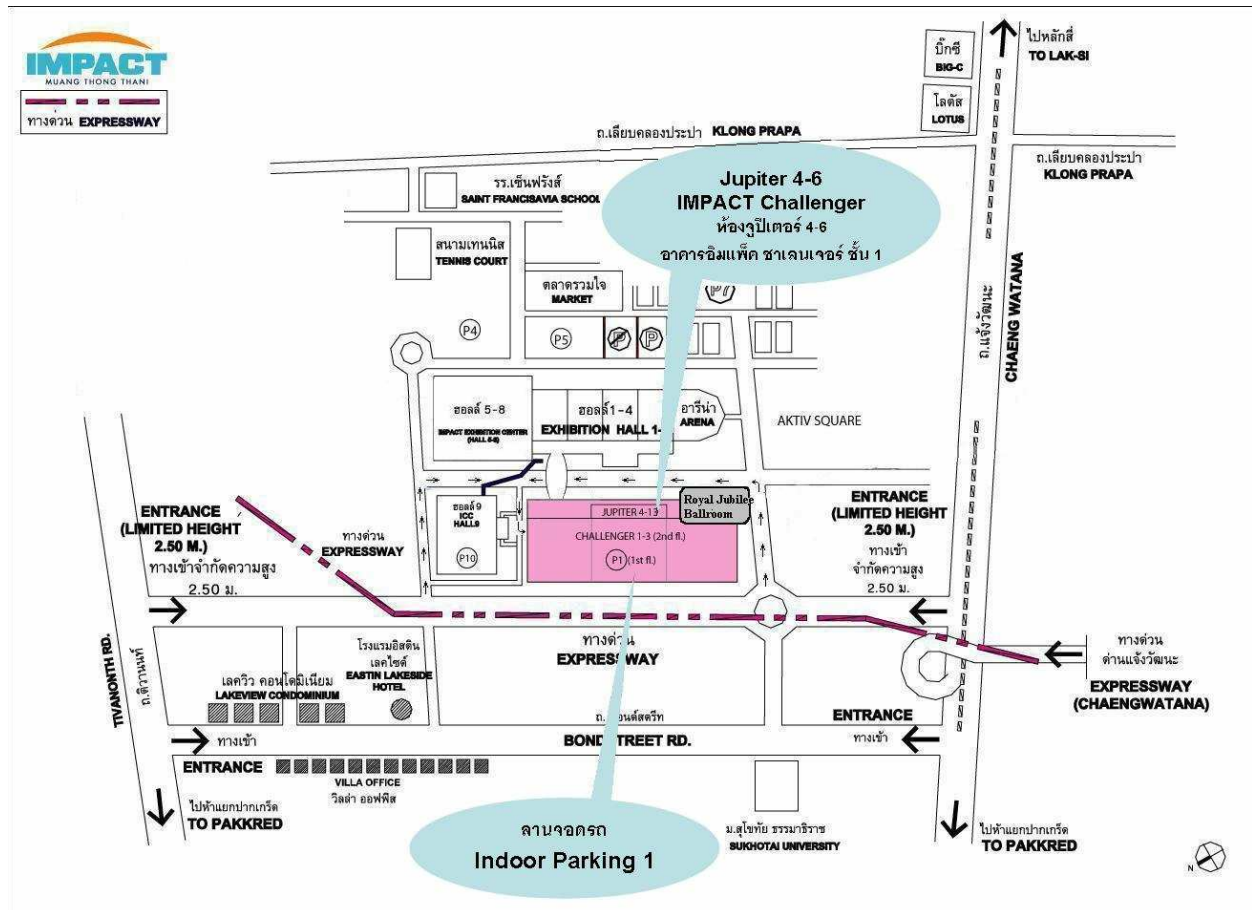 IMPACT
MUANG THONG THANI
ทางด่วน EXPRESSWAY
บิ๊กซี
BIG-C
โลตัส
LOTUS
ไปหลักสี่
TO LAK-SI
ถ.เลียบคลองประปา KLONG PRAPA
ถ.เลียบคลองประปา
KLONG PRAPA
รร.เซ็นฟรังส์
SAINT FRANCISAVIA SCHOOL
Jupiter 4-6
IMPACT Challenger
ห้องจูปิเตอร์ 4-6
อาคารอิมแพ็ค ชาเลนเจอร์ ชั้น 1
สนามเทนนิส
TENNIS COURT
ตลาดรวมใจ
MARKET
P7
P4
P5
P
P
ถ.แจ้งวัฒนะ
CHAENG WATANA
ฮอลล์ 5-8
IMPACT EXHIBITION CENTER
(HALL 5-8)
ฮอลล์ 1-4
EXHIBITION HALL 1-
อารีน่า
ARENA
AKTIV SQUARE
ฮอลล์ 9
ICC
HALL9
P10
JUPITER 4-13
CHALLENGER 1-3 (2nd fl.)
P1 (1st fl.)
Royal Jubilee
Ballroom
ENTRANCE
(LIMITED HEIGHT
2.50 M.)
ทางเข้าจำกัดความสูง
2.50 ม.
ทางด่วน
EXPRESSWAY
ENTRANCE
(LIMITED HEIGHT
2.50 M.)
ทางเข้า
จำกัดความสูง
2.50 ม.
ทางด่วน
EXPRESSWAY
ทางด่วน
ด่านแจ้งวัฒนะ
EXPRESSWAY
(CHAENGWATANA)
TIVANONTH RD.
ถ.ติวานนท์
เลควิว คอนโดมิเนียม
LAKEVIEW CONDOMINIUM
โรงแรมอิสติน
เลคไซด์
EASTIN LAKESIDE
HOTEL
BOND STREET RD.
ENTRANCE
ทางเข้า
ทางเข้า
ENTRANCE
VILLA OFFICE
วิลล่า ออฟฟิส
ไปห้าแยกปากเกร็ด
TO PAKKRED
ลานจอดรถ
Indoor Parking 1
ม.สุโขทัย ธรรมาธิราช
SUKHOTAI UNIVERSITY
ไปห้าแยกปากเกร็ด
TO PAKKRED
N